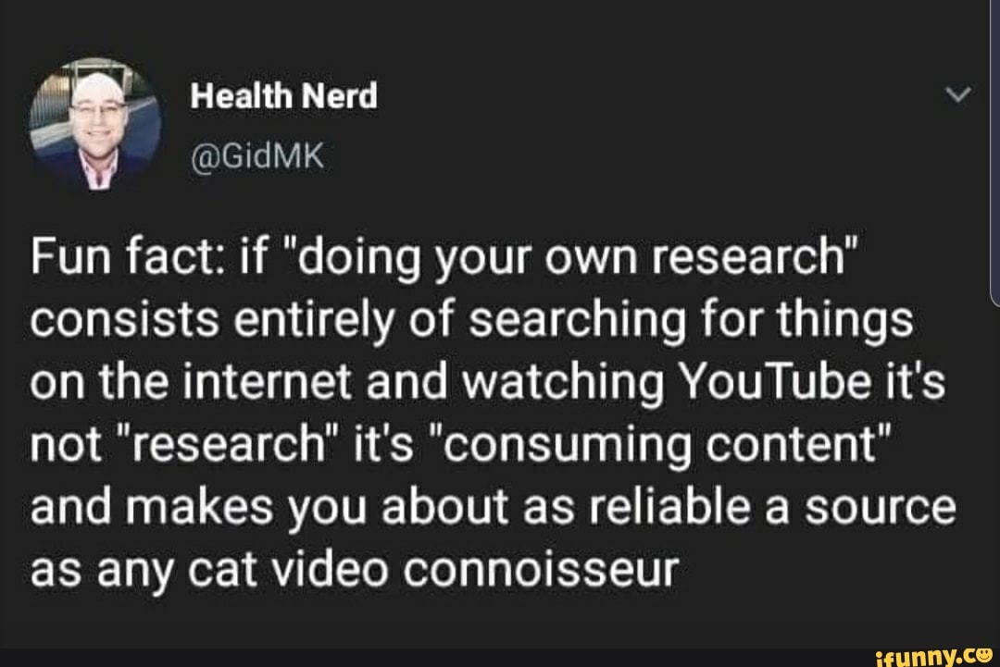 Health Nerd
@GidMK
Fun fact: if "doing your own research"
consists entirely of searching for things
on the internet and watching YouTube it's
not "research" it's "consuming content"
and makes you about as reliable a source
as any cat video connoisseur
ifunny.co